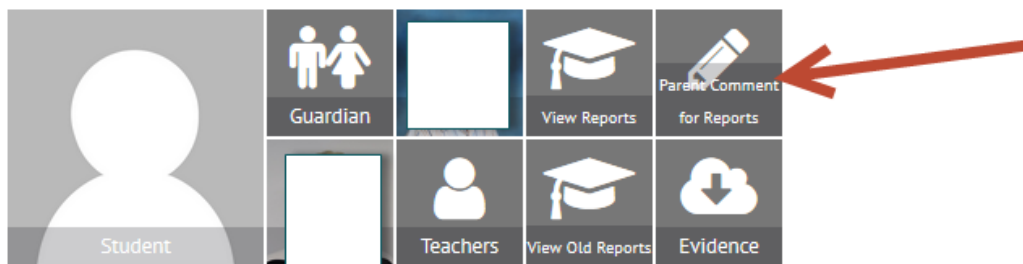 Parent Comment
Guardian
View Reports
for Reports
Student
Teachers
View Old Reports
Evidence